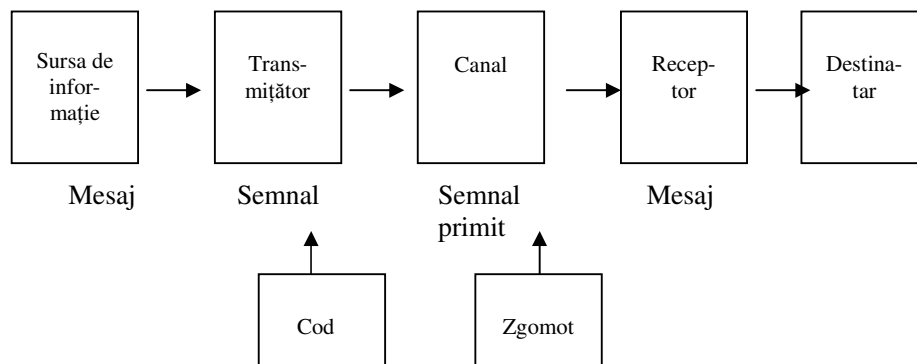 Sursa de
infor-
mație
Trans-
mițător
Canal
Recep-
tor
Destina-
tar
Mesaj
Semnal
Semnal
primit
Mesaj
Cod
Zgomot